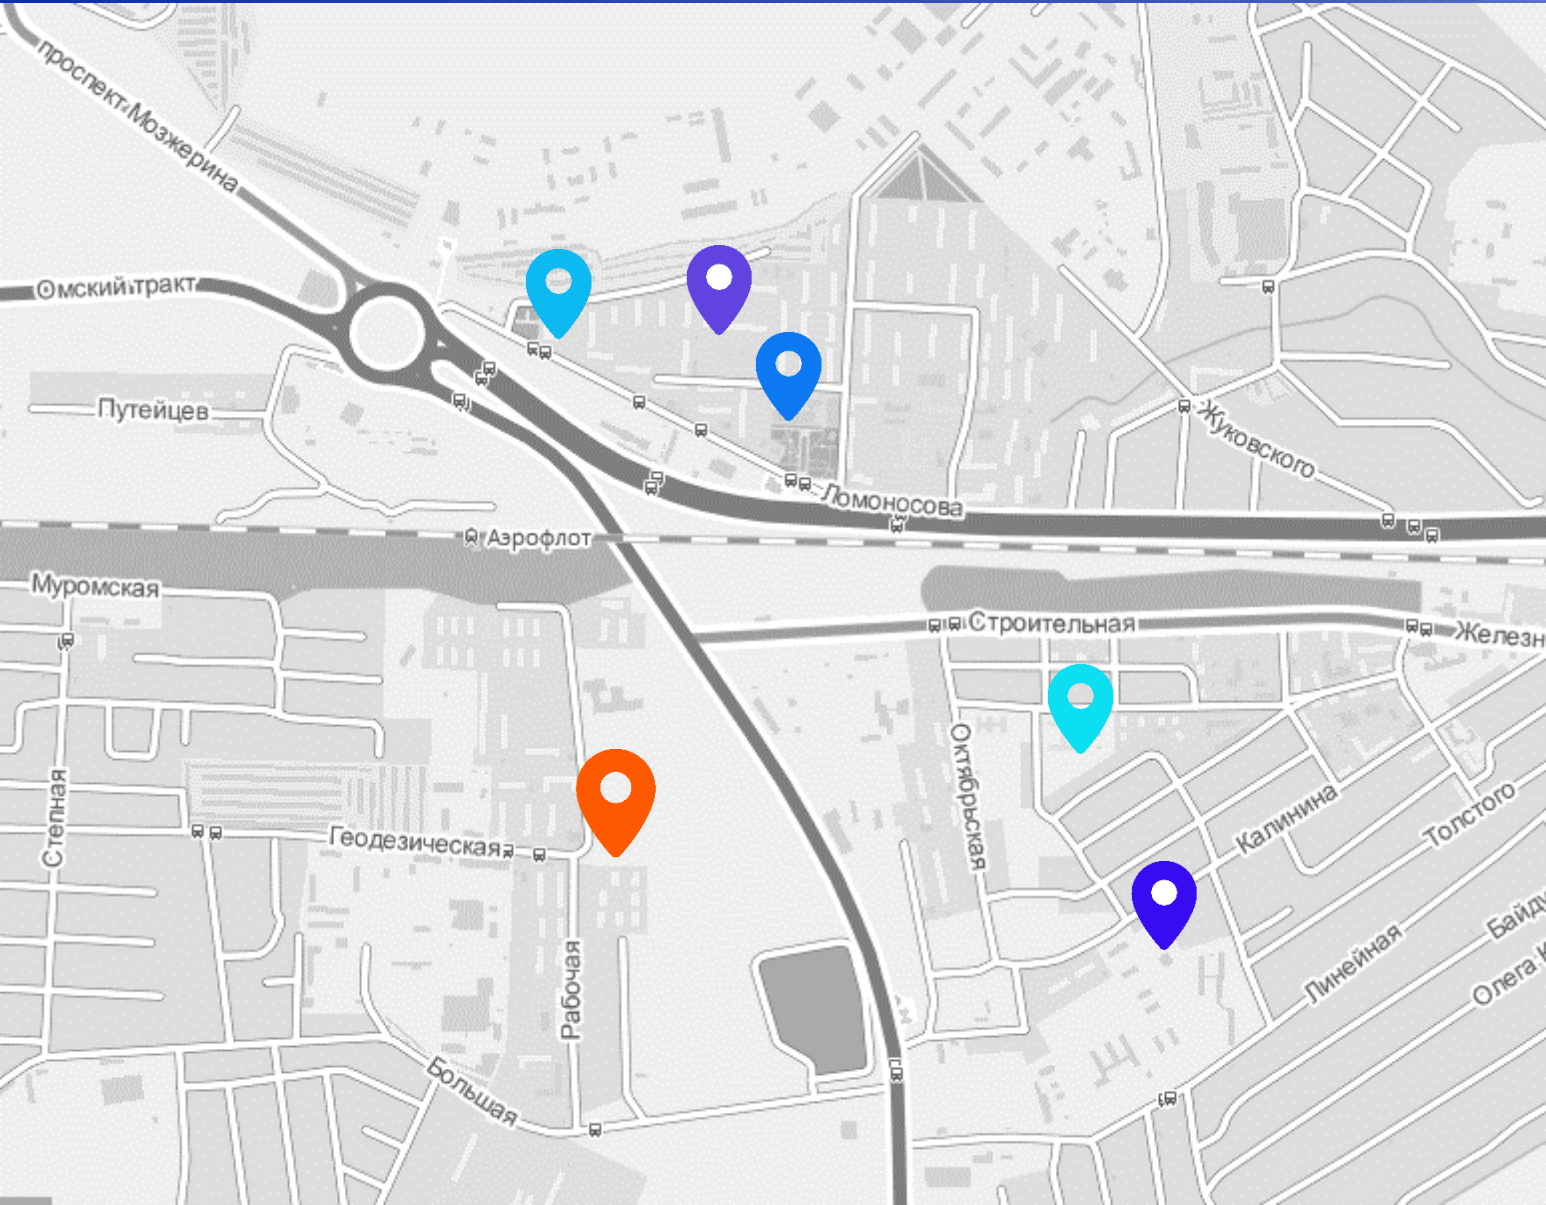 проспект Мозжерина
Омский тракт
Путейцев
Жуковского
Ломоносова
Аэрофлот
Муромская
Строительная
Железн
Октябрьская
Степная
Геодезическая
Калинина
Толстого
Байду
Линейная
Олега К
Рабочая
Большая